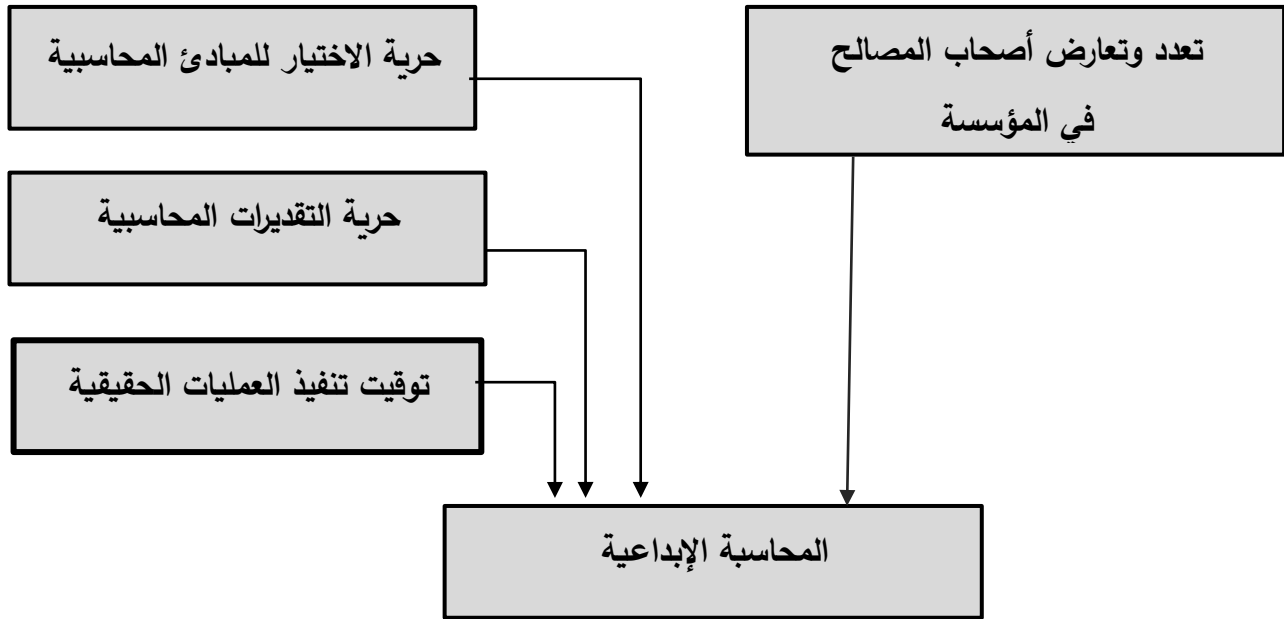 تعدد وتعارض أصحاب المصالح
في المؤسسة
حرية الاختيار للمبادئ المحاسبية
حرية التقديرات المحاسبية
توقيت تنفيذ العمليات الحقيقية
المحاسبة الإبداعية